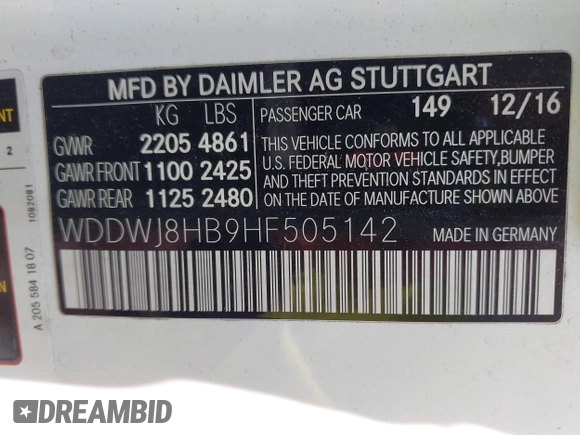 MFD BY DAIMLER AG STUTTGART
KG LBS
GVWR 2205 4861
GAWR FRONT 1100 2425
GAWR REAR 1125 2480
PASSENGER CAR 149 12/16
THIS VEHICLE CONFORMS TO ALL APPLICABLE
U.S. FEDERAL MOTOR VEHICLE SAFETY,BUMPER
AND THEFT PREVENTION STANDARDS IN EFFECT
ON DATE OF MANUFACTURE SHOWN ABOVE.
WDDWJ8HB9HF505142 MADE IN GERMANY
2
1082081
A 205 584 18 07
DREAMBID